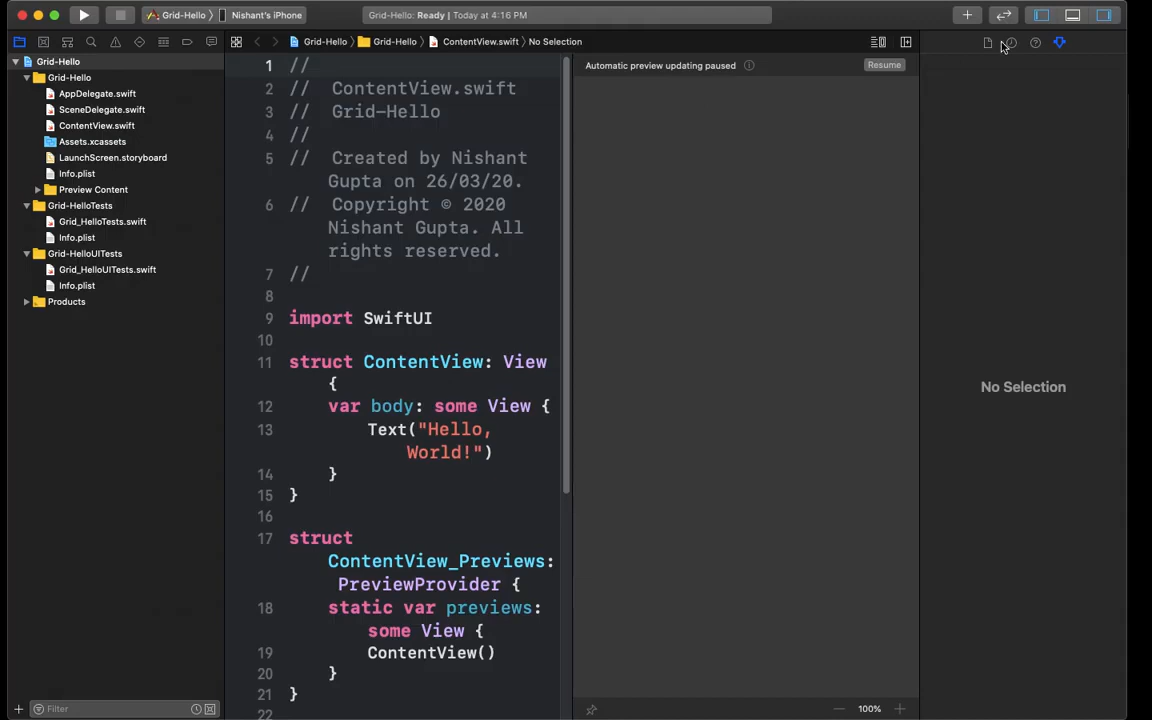 Grid-Hello 〉 Nishant's iPhone
Grid-Hello: Ready | Today at 4:16 PM
Grid-Hello 〉 Grid-Hello 〉 ContentView.swift 〉 No Selection
Grid-Hello
Grid-Hello
AppDelegate.swift
SceneDelegate.swift
ContentView.swift
Assets.xcassets
LaunchScreen.storyboard
Info.plist
Preview Content
Grid-HelloTests
Grid_HelloTests.swift
Info.plist
Grid-HelloUITests
Grid_HelloUITests.swift
Info.plist
Products
Filter
1 //
2 // ContentView.swift
3 // Grid-Hello
4 //
5 // Created by Nishant
Gupta on 26/03/20.
6 // Copyright © 2020
Nishant Gupta. All
rights reserved.
7 //
8
9 import SwiftUI
10
11 struct ContentView: View
{
12 var body: some View {
13 Text("Hello,
World!")
14 }
15 }
16
17 struct
ContentView_Previews:
PreviewProvider {
18 static var previews:
some View {
19 ContentView()
20 }
21 }
22
Automatic preview updating paused
Resume
100%
No Selection